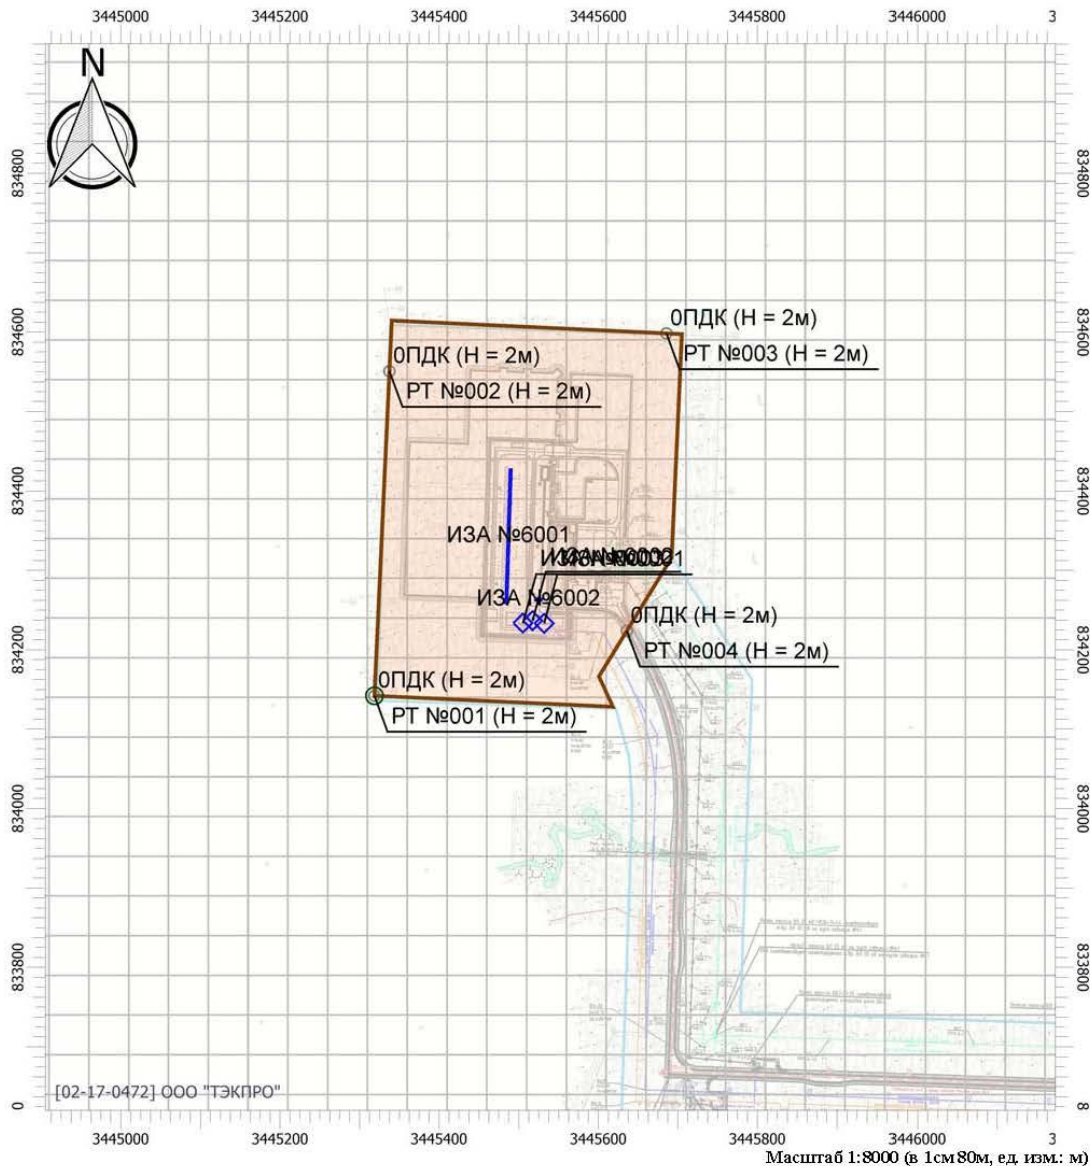 3445000 3445200 3445400 3445600 3445800 3446000 3
N
834800 834800
834600 834600
0ПДК (H = 2м)
РТ №003 (H = 2м)
0ПДК (H = 2м)
РТ №002 (H = 2м)
834400 834400
ИЗА №6001
ИЗА №6002
0ПДК (H = 2м)
РТ №004 (H = 2м)
834200 834200
0ПДК (H = 2м)
РТ №001 (H = 2м)
834000 834000
833800 833800
[02-17-0472] ООО "ТЭКПРО"
0 8
3445000 3445200 3445400 3445600 3445800 3446000 3
Масштаб 1:8000 (в 1см 80м, ед. изм.: м)